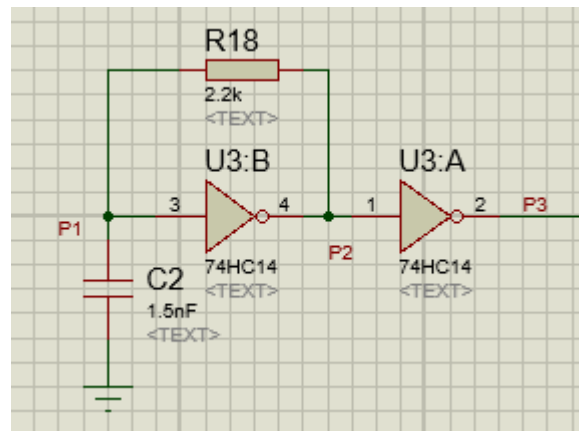 R18
2.2k
<TEXT>
U3:B
U3:A
3
4
1
2
P3
P1
P2
74HC14
<TEXT>
74HC14
<TEXT>
C2
1.5nF
<TEXT>